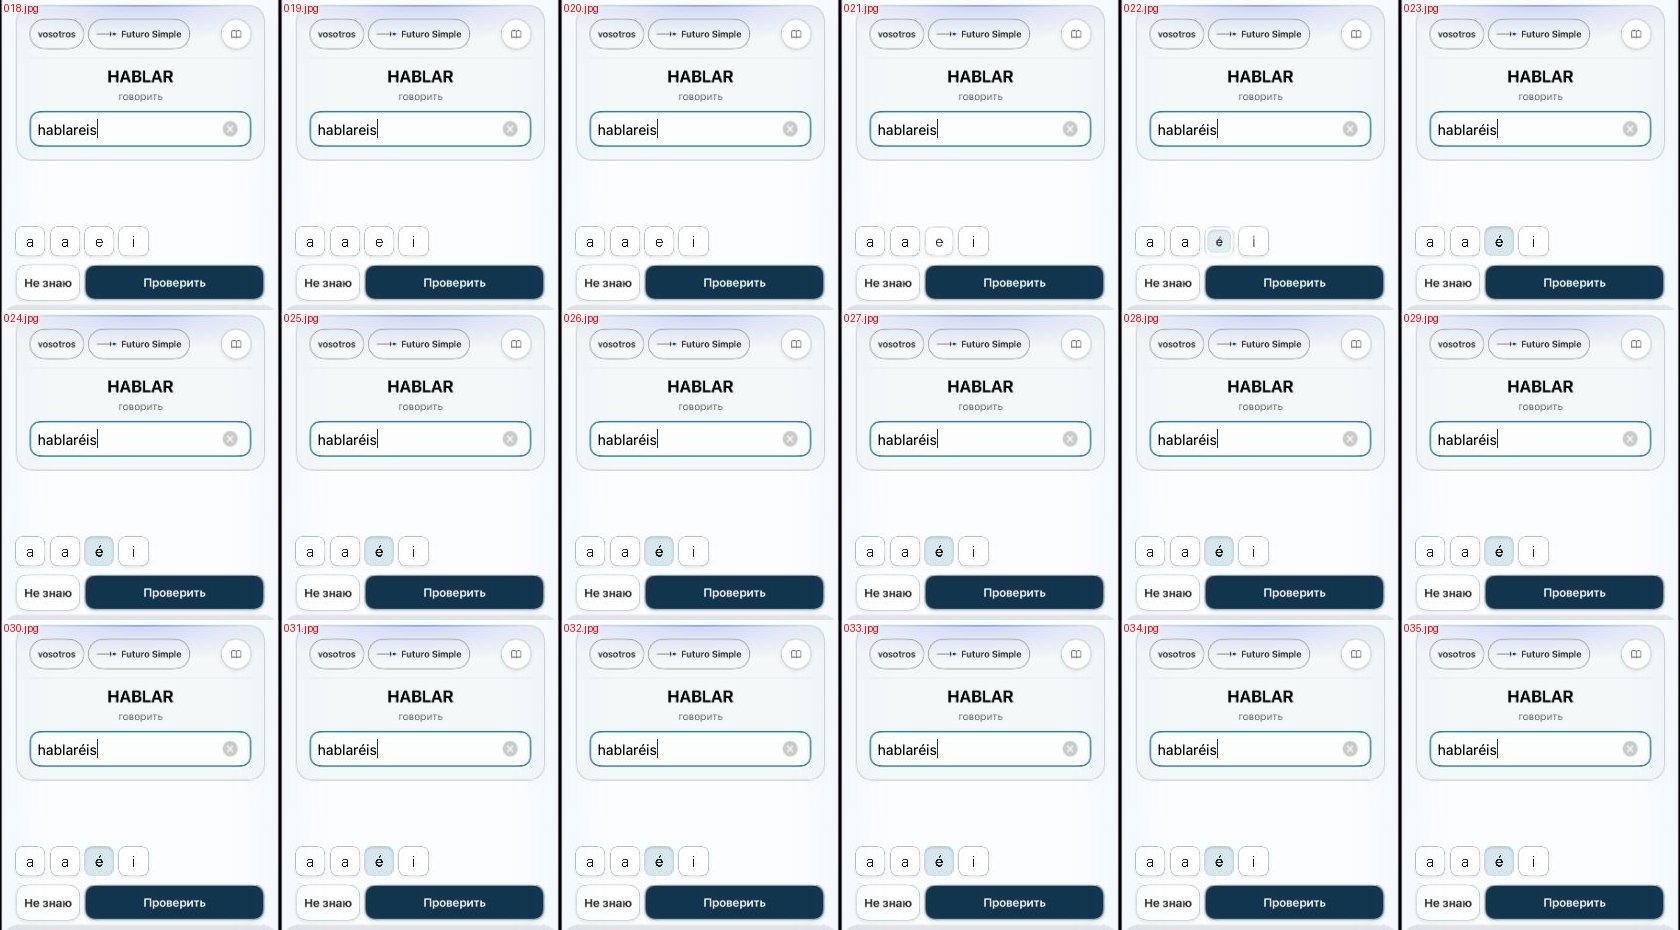 018.jpg 019.jpg 020.jpg 021.jpg 022.jpg 023.jpg
vosotros Futuro Simple vosotros Futuro Simple vosotros Futuro Simple vosotros Futuro Simple vosotros Futuro Simple vosotros Futuro Simple
HABLAR HABLAR HABLAR HABLAR HABLAR HABLAR
говорить говорить говорить говорить говорить говорить
hablareis hablareis hablareis hablareis hablaréis hablaréis
a a e i a a e i a a e i a a e i a a é i a a é i
Не знаю Проверить Не знаю Проверить Не знаю Проверить Не знаю Проверить Не знаю Проверить Не знаю Проверить
024.jpg 025.jpg 026.jpg 027.jpg 028.jpg 029.jpg
vosotros Futuro Simple vosotros Futuro Simple vosotros Futuro Simple vosotros Futuro Simple vosotros Futuro Simple vosotros Futuro Simple
HABLAR HABLAR HABLAR HABLAR HABLAR HABLAR
говорить говорить говорить говорить говорить говорить
hablaréis hablaréis hablaréis hablaréis hablaréis hablaréis
a a é i a a é i a a é i a a é i a a é i a a é i
Не знаю Проверить Не знаю Проверить Не знаю Проверить Не знаю Проверить Не знаю Проверить Не знаю Проверить
030.jpg 031.jpg 032.jpg 033.jpg 034.jpg 035.jpg
vosotros Futuro Simple vosotros Futuro Simple vosotros Futuro Simple vosotros Futuro Simple vosotros Futuro Simple vosotros Futuro Simple
HABLAR HABLAR HABLAR HABLAR HABLAR HABLAR
говорить говорить говорить говорить говорить говорить
hablaréis hablaréis hablaréis hablaréis hablaréis hablaréis
a a é i a a é i a a é i a a é i a a é i a a é i
Не знаю Проверить Не знаю Проверить Не знаю Проверить Не знаю Проверить Не знаю Проверить Не знаю Проверить